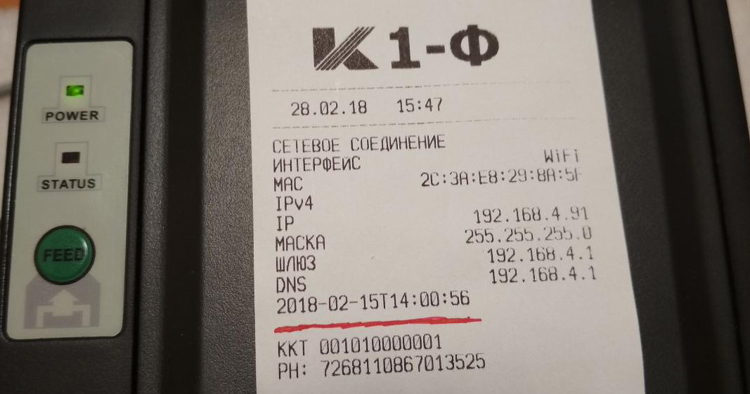 К 1-Ф
28.02.18 15:47
POWER
STATUS
FEED
СЕТЕВОЕ СОЕДИНЕНИЕ
ИНТЕРФЕЙС WiFi
MAC 2C:3A:E8:29:8A:5F
IPv4
IP 192.168.4.91
МАСКА 255.255.255.0
ШЛЮЗ 192.168.4.1
DNS 192.168.4.1
2018-02-15T14:00:56
ККТ 001010000001
РН: 7268110867013525